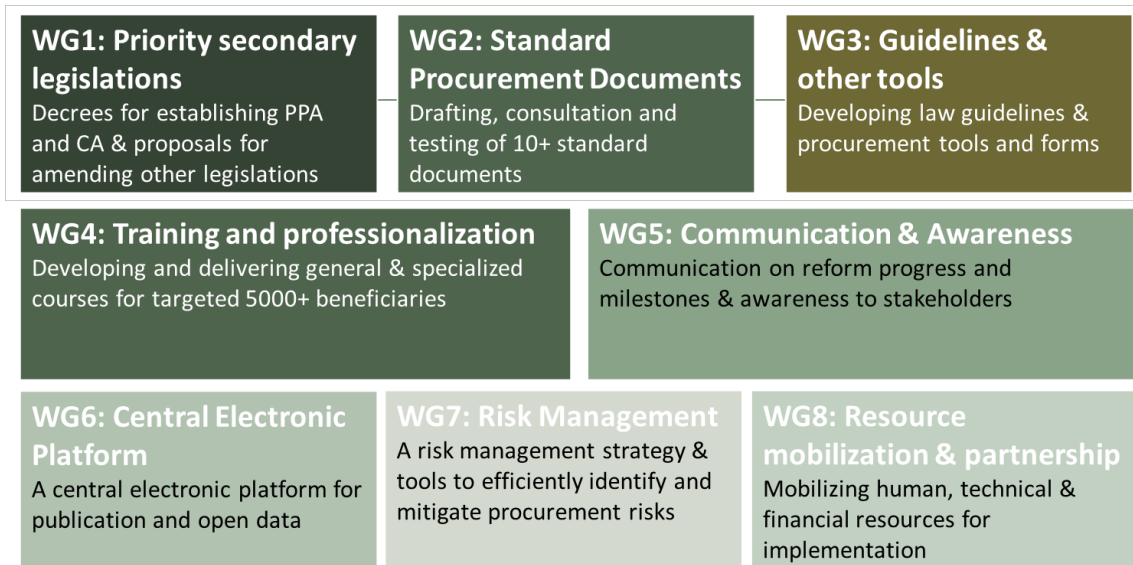 WG1: Priority secondary
legislations
Decrees for establishing PPA
and CA & proposals for
amending other legislations
WG2: Standard
Procurement Documents
Drafting, consultation and
testing of 10+ standard
documents
WG3: Guidelines &
other tools
Developing law guidelines &
procurement tools and forms
WG4: Training and professionalization
Developing and delivering general & specialized
courses for targeted 5000+ beneficiaries
WG5: Communication & Awareness
Communication on reform progress and
milestones & awareness to stakeholders
WG6: Central Electronic
Platform
A central electronic platform for
publication and open data
WG7: Risk Management
A risk management strategy &
tools to efficiently identify and
mitigate procurement risks
WG8: Resource
mobilization & partnership
Mobilizing human, technical &
financial resources for
implementation